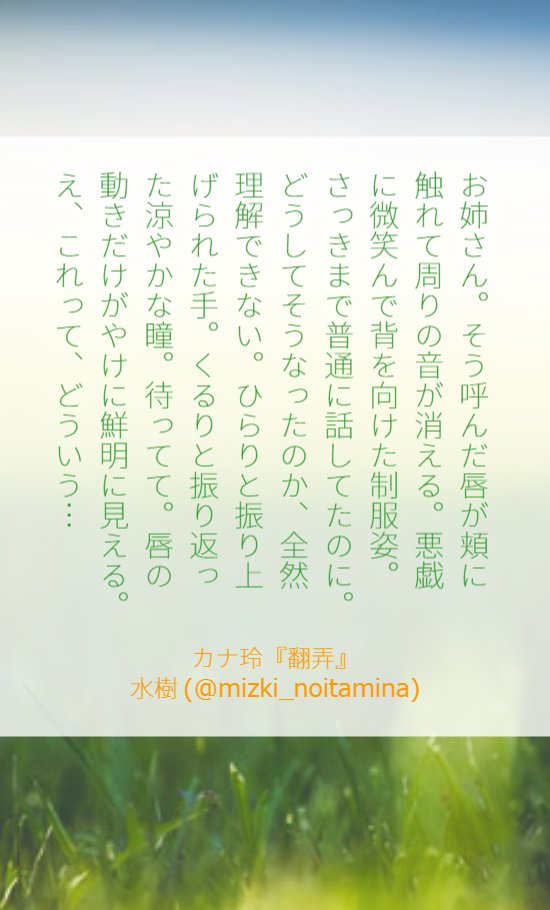 お姉さん。そう呼んだ唇が頬に
触れて周りの音が消える。悪戯
に微笑んで背を向けた制服姿。
さっきまで普通に話してたのに。
どうしてそうなったのか、全然
理解できない。ひらりと振り上
げられた手。くるりと振り返っ
た涼やかな瞳。待ってて。唇の
動きだけがやけに鮮明に見える。
え、これって、どういう…
カナ玲『翻弄』
水樹 (@mizki_noitamina)